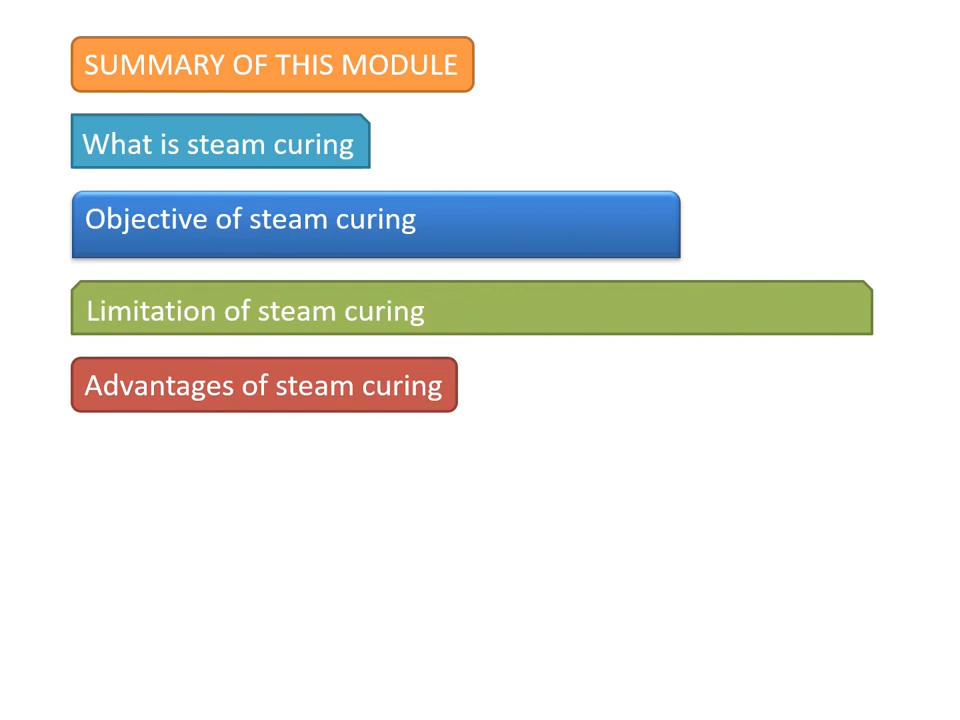 SUMMARY OF THIS MODULE
What is steam curing
Objective of steam curing
Limitation of steam curing
Advantages of steam curing